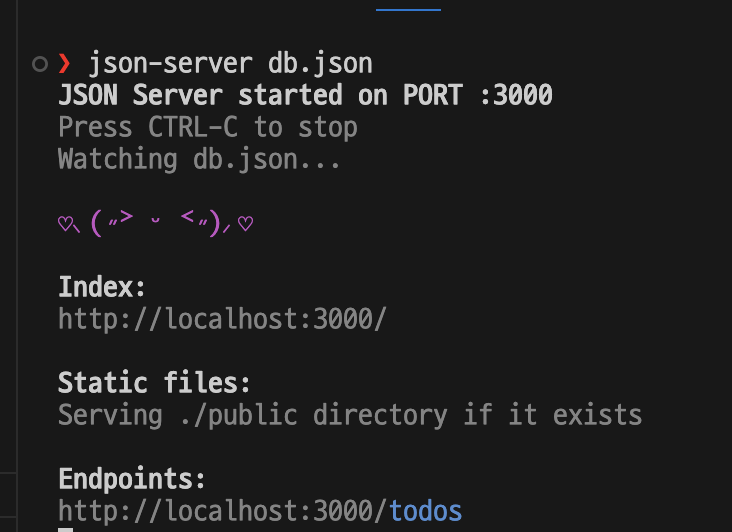 ❯ json-server db.json
JSON Server started on PORT :3000
Press CTRL-C to stop
Watching db.json...
♡⸜(˶˃ ᵕ ˂˶)⸝♡
Index:
http://localhost:3000/
Static files:
Serving ./public directory if it exists
Endpoints:
http://localhost:3000/todos